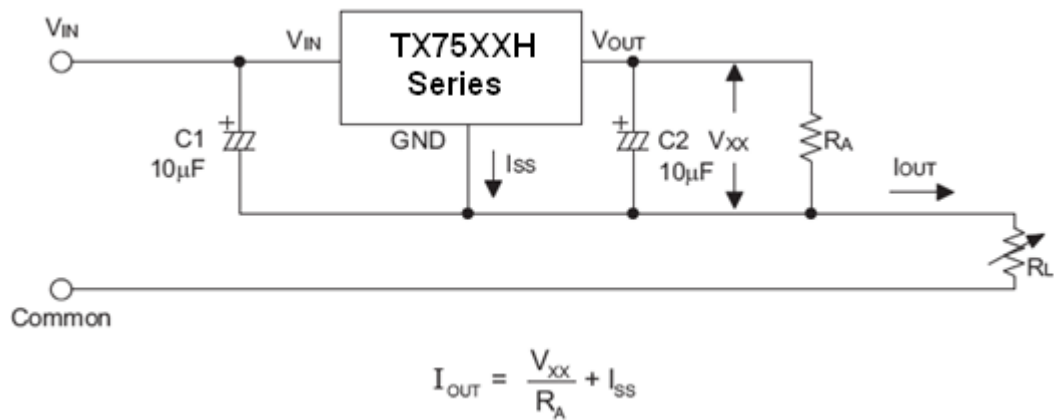 VIN
VIN
TX75XXH
Series
VOUT
GND
ISS
+
C1
10μF
+
C2
10μF
VXX
RA
IOUT
RL
Common
IOUT = VXX / RA + ISS